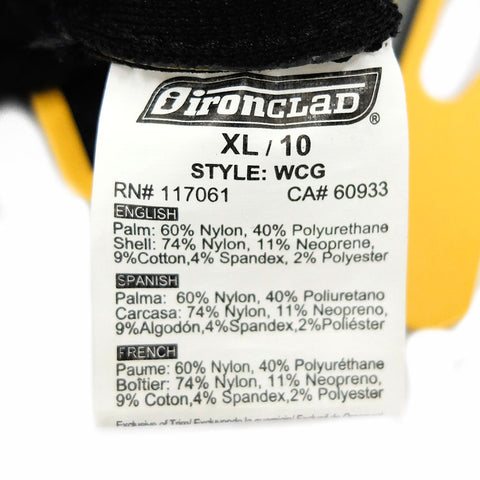 IRONCLAD®
XL / 10
STYLE: WCG
RN# 117061 CA# 60933
ENGLISH
Palm: 60% Nylon, 40% Polyurethane
Shell: 74% Nylon, 11% Neoprene,
9%Cotton,4% Spandex, 2% Polyester
SPANISH
Palma: 60% Nylon, 40% Poliuretano
Carcasa: 74% Nylon, 11% Neopreno,
9%Algodón,4%Spandex,2%Poliéster
FRENCH
Paume: 60% Nylon, 40% Polyuréthane
Boîtier: 74% Nylon, 11% Neopreno,
9% Coton,4% Spandex, 2% Polyester
Exclusive of Trim/